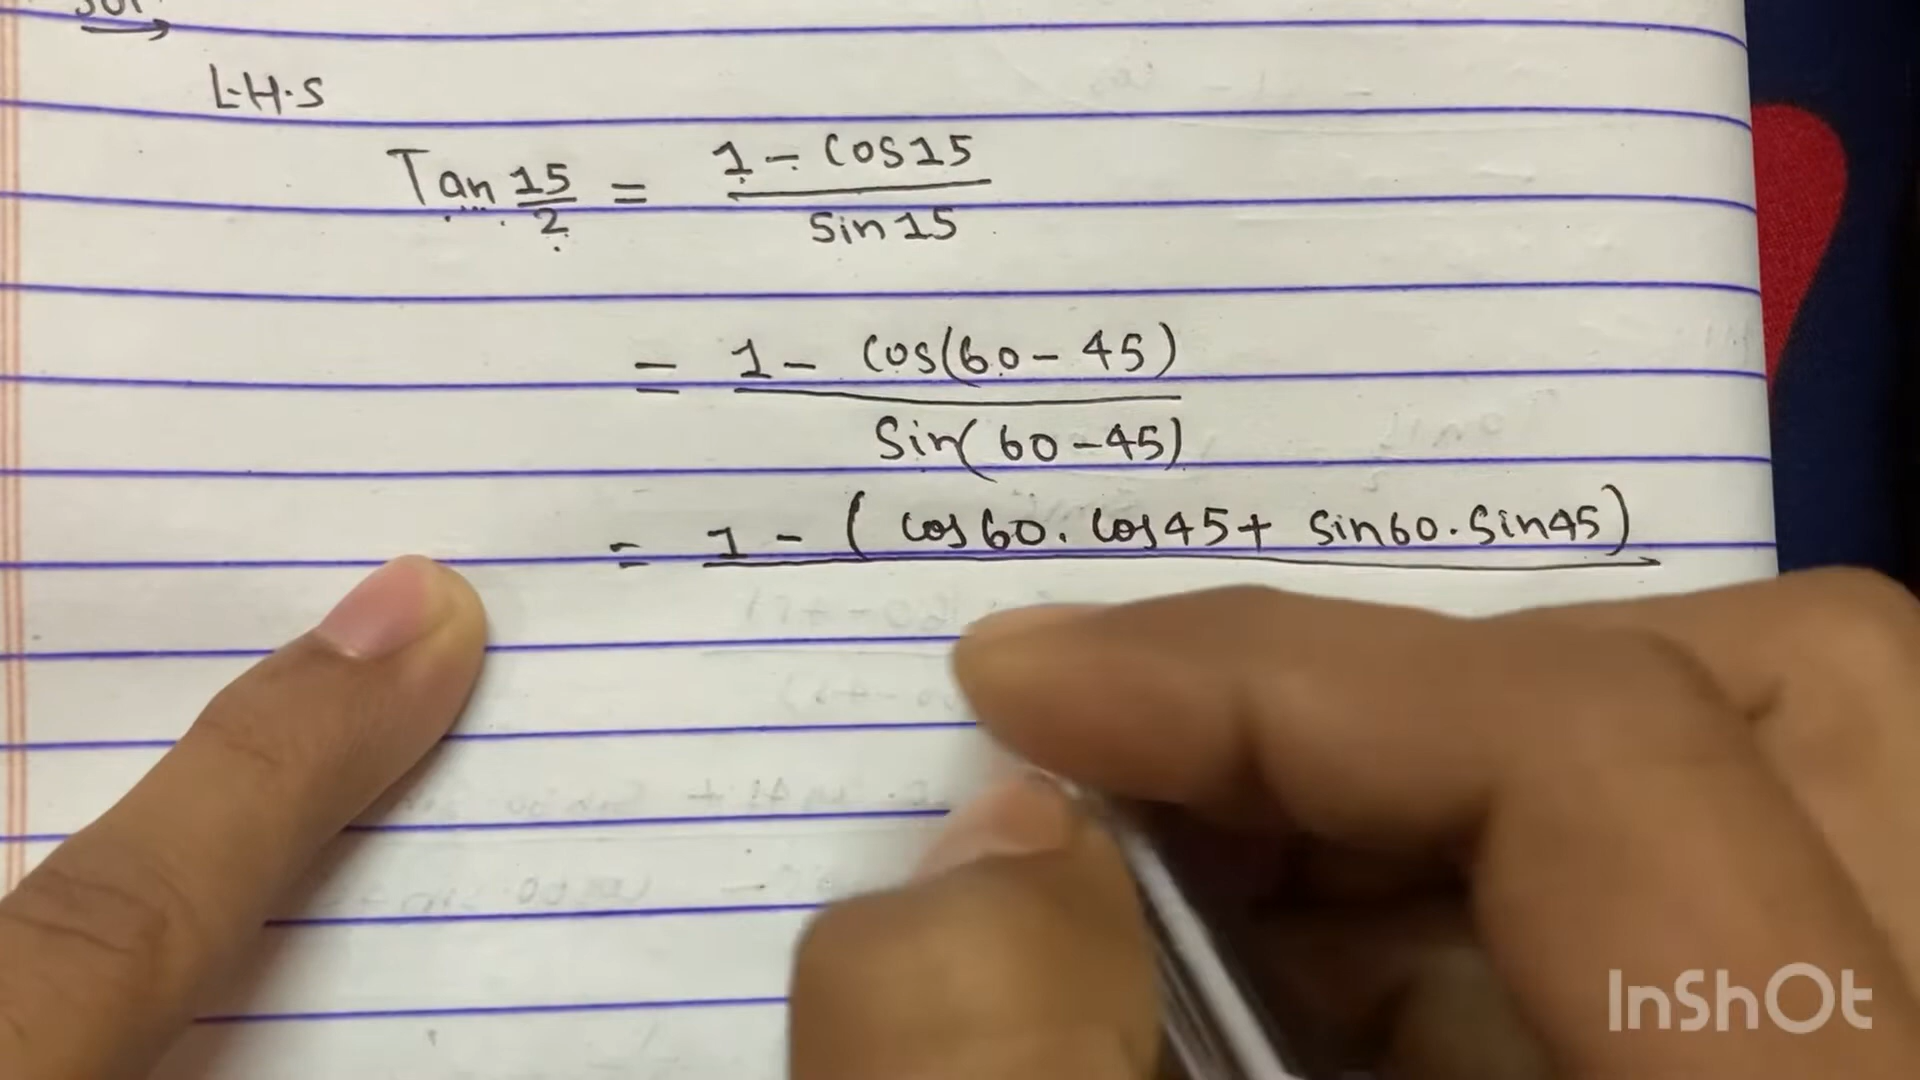 Sol
L.H.S
Tan 15/2 = 1 - Cos15 / Sin15
= 1 - Cos(60 - 45) / Sin(60 - 45)
= 1 - (Cos60. Cos45 + Sin60. Sin45)
InShOt